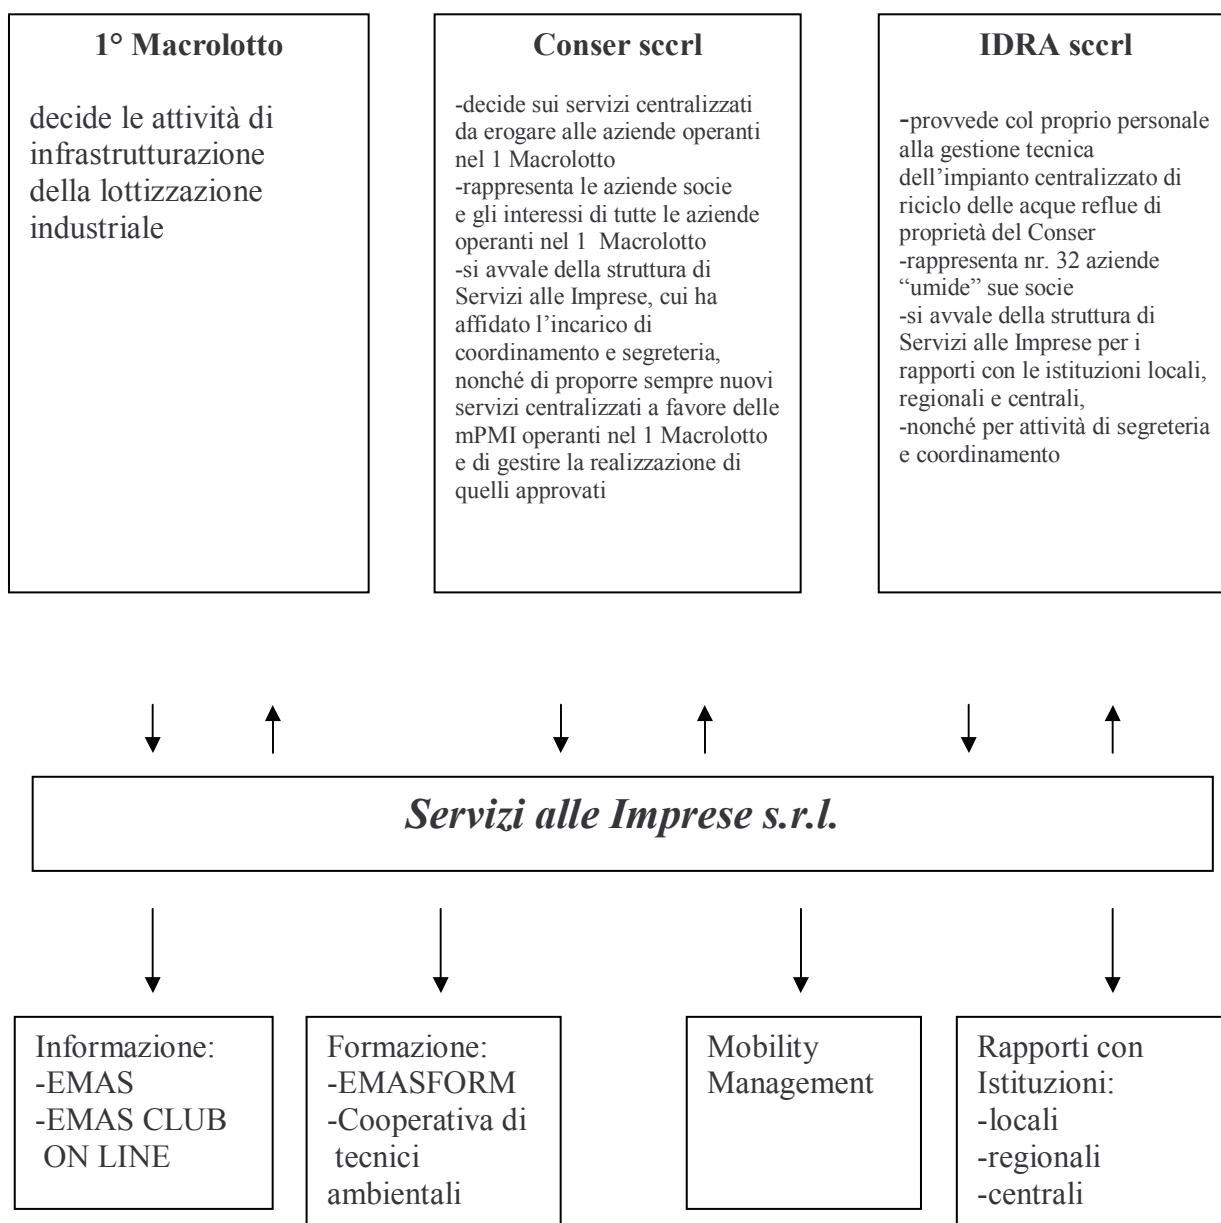 1° Macrolotto
decide le attività di
infrastrutturazione
della lottizzazione
industriale
Conser sccrl
-decide sui servizi centralizzati
da erogare alle aziende operanti
nel 1 Macrolotto
-rappresenta le aziende socie
e gli interessi di tutte le aziende
operanti nel 1 Macrolotto
-si avvale della struttura di
Servizi alle Imprese, cui ha
affidato l’incarico di
coordinamento e segreteria,
nonché di proporre sempre nuovi
servizi centralizzati a favore delle
mPMI operanti nel 1 Macrolotto
e di gestire la realizzazione di
quelli approvati
IDRA sccrl
-provvede col proprio personale
alla gestione tecnica
dell’impianto centralizzato di
riciclo delle acque reflue di
proprietà del Conser
-rappresenta nr. 32 aziende
“umide” sue socie
-si avvale della struttura di
Servizi alle Imprese per i
rapporti con le istituzioni locali,
regionali e centrali,
-nonché per attività di segreteria
e coordinamento
Servizi alle Imprese s.r.l.
Informazione:
-EMAS
-EMAS CLUB
ON LINE
Formazione:
-EMASFORM
-Cooperativa di
tecnici
ambientali
Mobility
Management
Rapporti con
Istituzioni:
-locali
-regionali
-centrali